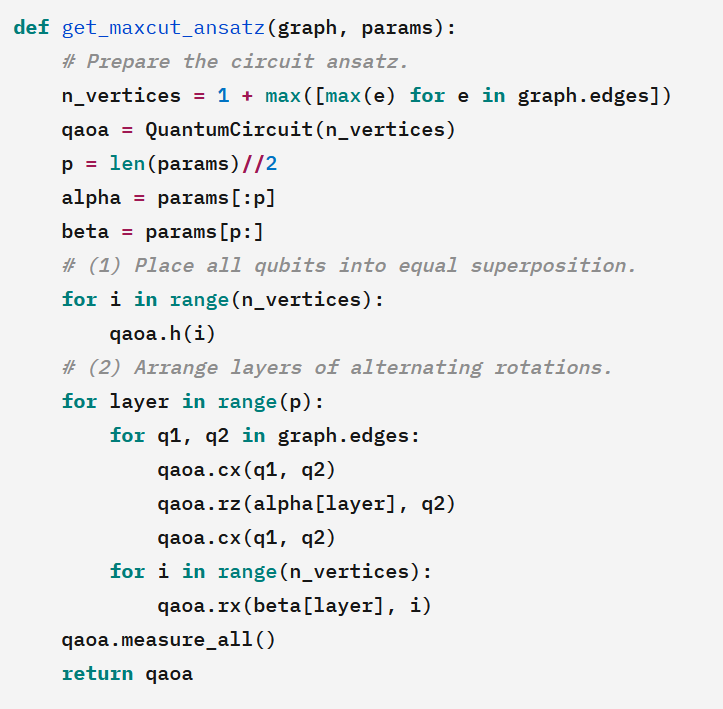 def get_maxcut_ansatz(graph, params):
    # Prepare the circuit ansatz.
    n_vertices = 1 + max([max(e) for e in graph.edges])
    qaoa = QuantumCircuit(n_vertices)
    p = len(params)//2
    alpha = params[:p]
    beta = params[p:]
    # (1) Place all qubits into equal superposition.
    for i in range(n_vertices):
        qaoa.h(i)
    # (2) Arrange layers of alternating rotations.
    for layer in range(p):
        for q1, q2 in graph.edges:
            qaoa.cx(q1, q2)
            qaoa.rz(alpha[layer], q2)
            qaoa.cx(q1, q2)
        for i in range(n_vertices):
            qaoa.rx(beta[layer], i)
    qaoa.measure_all()
    return qaoa